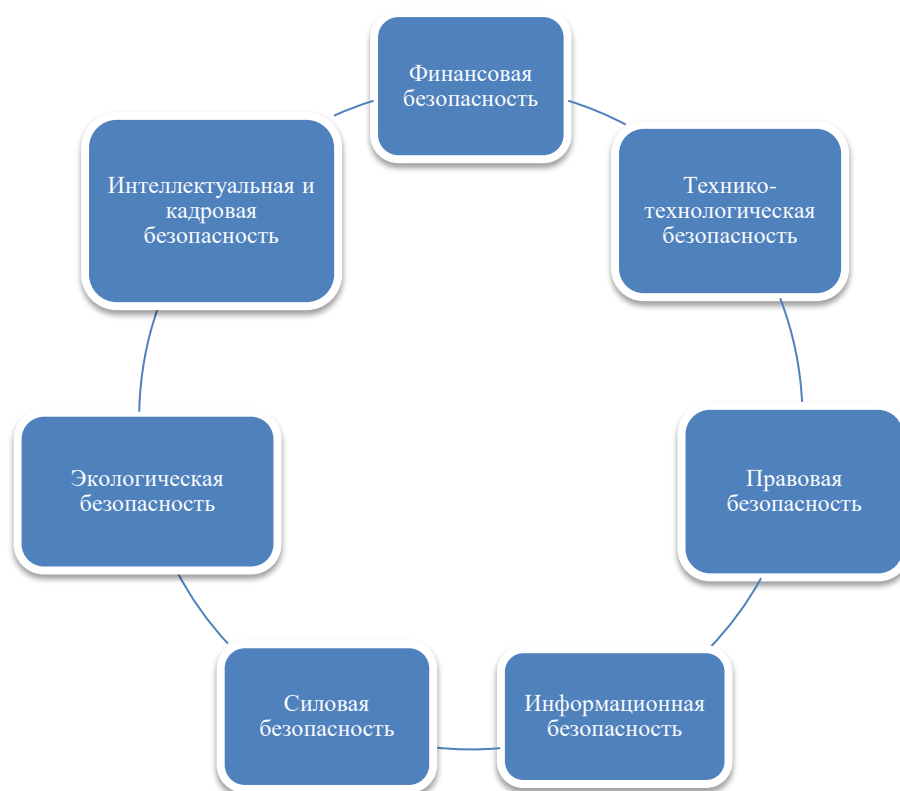 Финансовая
безопасность
Технико-
технологическая
безопасность
Правовая
безопасность
Информационная
безопасность
Силовая
безопасность
Экологическая
безопасность
Интеллектуальная и
кадровая
безопасность